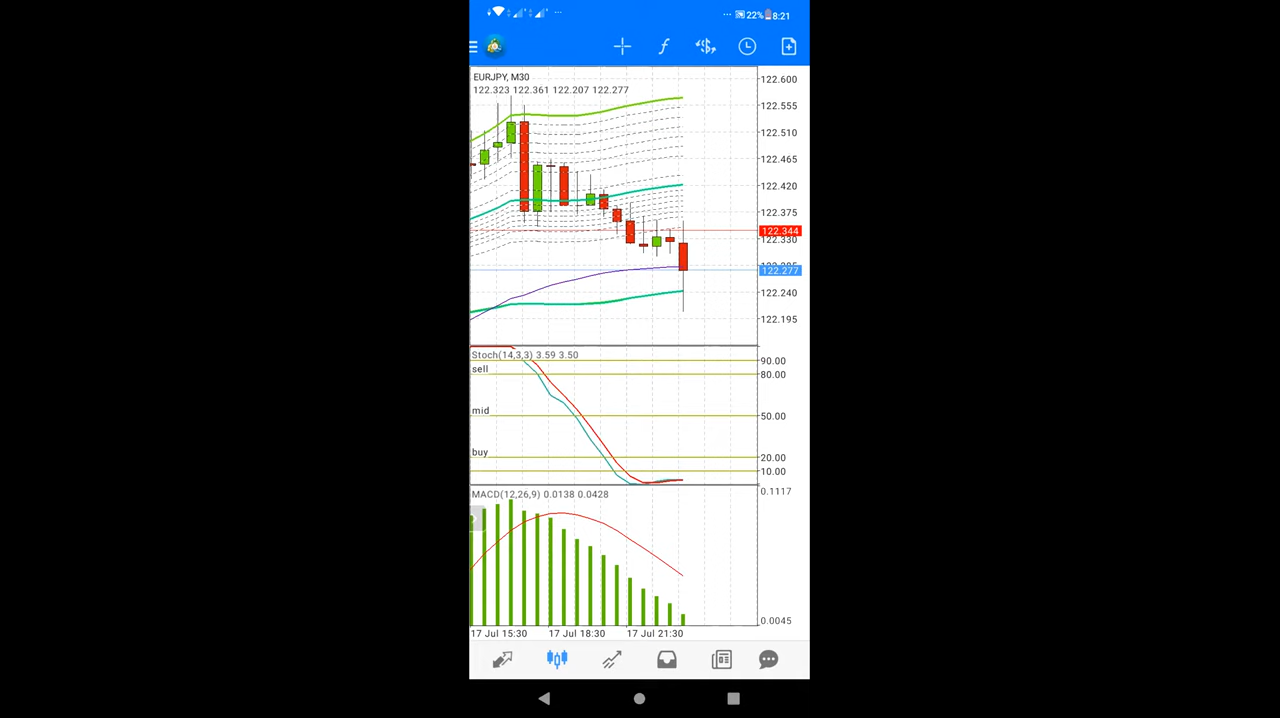 22% 8:21
EURJPY, M30
122.323 122.361 122.207 122.277
122.600
122.555
122.510
122.465
122.420
122.375
122.344
122.330
122.277
122.240
122.195
Stoch(14,3,3) 3.59 3.50
90.00
sell
80.00
mid
50.00
buy
20.00
10.00
MACD(12,26,9) 0.0138 0.0428
0.1117
0.0045
17 Jul 15:30 17 Jul 18:30 17 Jul 21:30